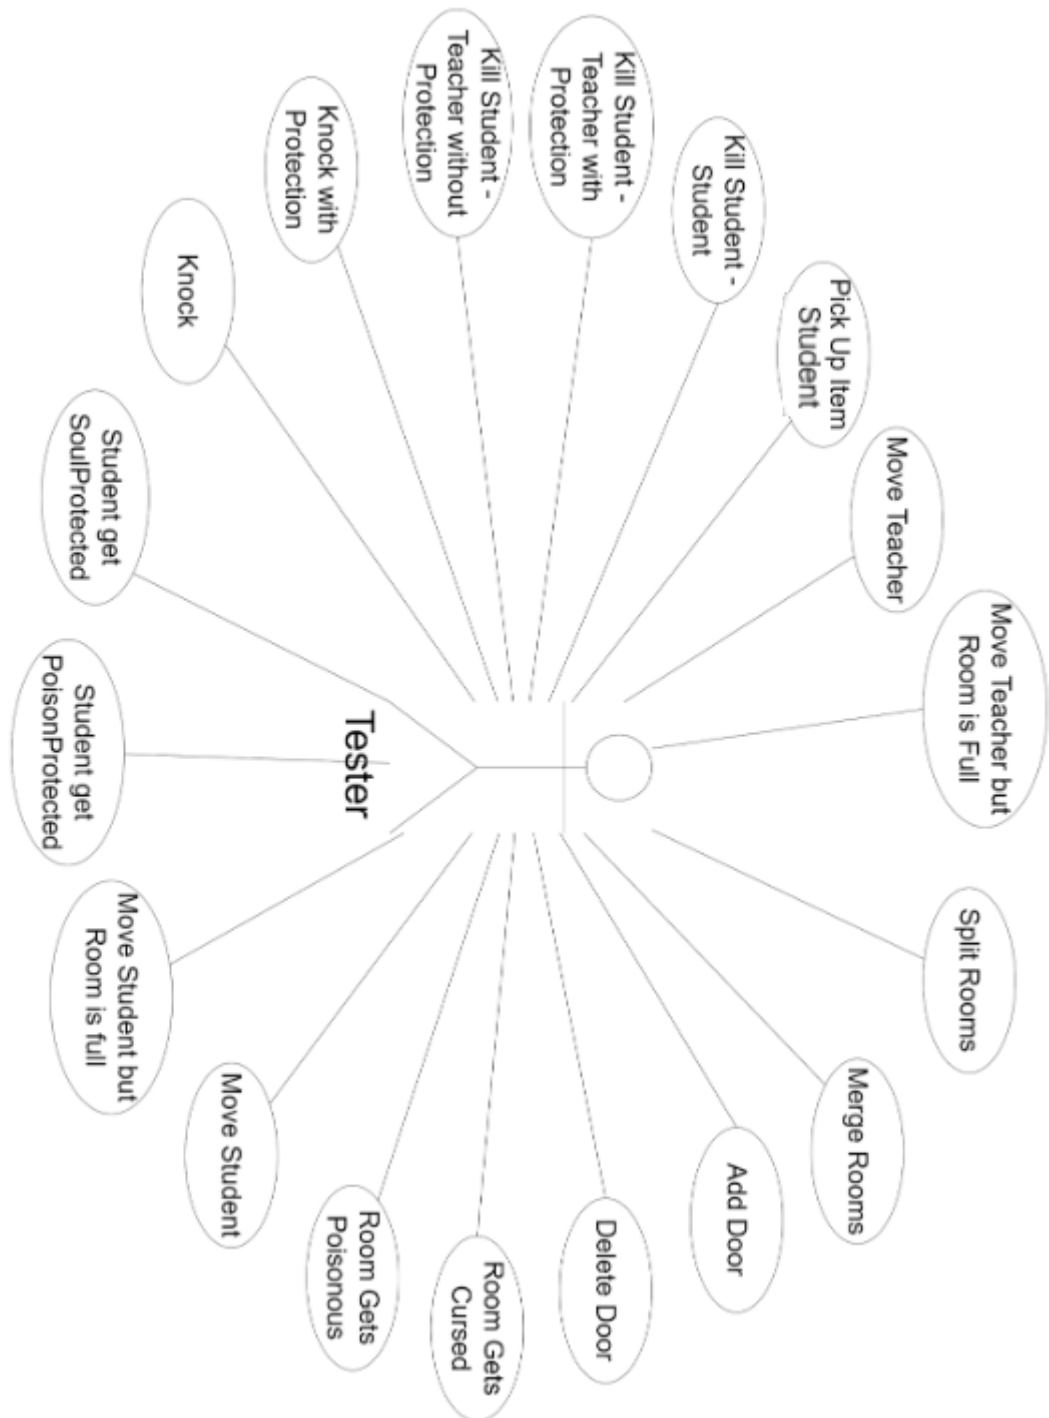 Kill Student -
Teacher without
Protection
Kill Student -
Teacher with
Protection
Kill Student -
Student
Knock with
Protection
Pick Up Item
Student
Knock
Move Teacher
Student get
SoulProtected
Move Teacher but
Room is Full
Tester
Student get
PoisonProtected
Split Rooms
Move Student but
Room is full
Merge Rooms
Move Student
Add Door
Room Gets
Poisonous
Delete Door
Room Gets
Cursed